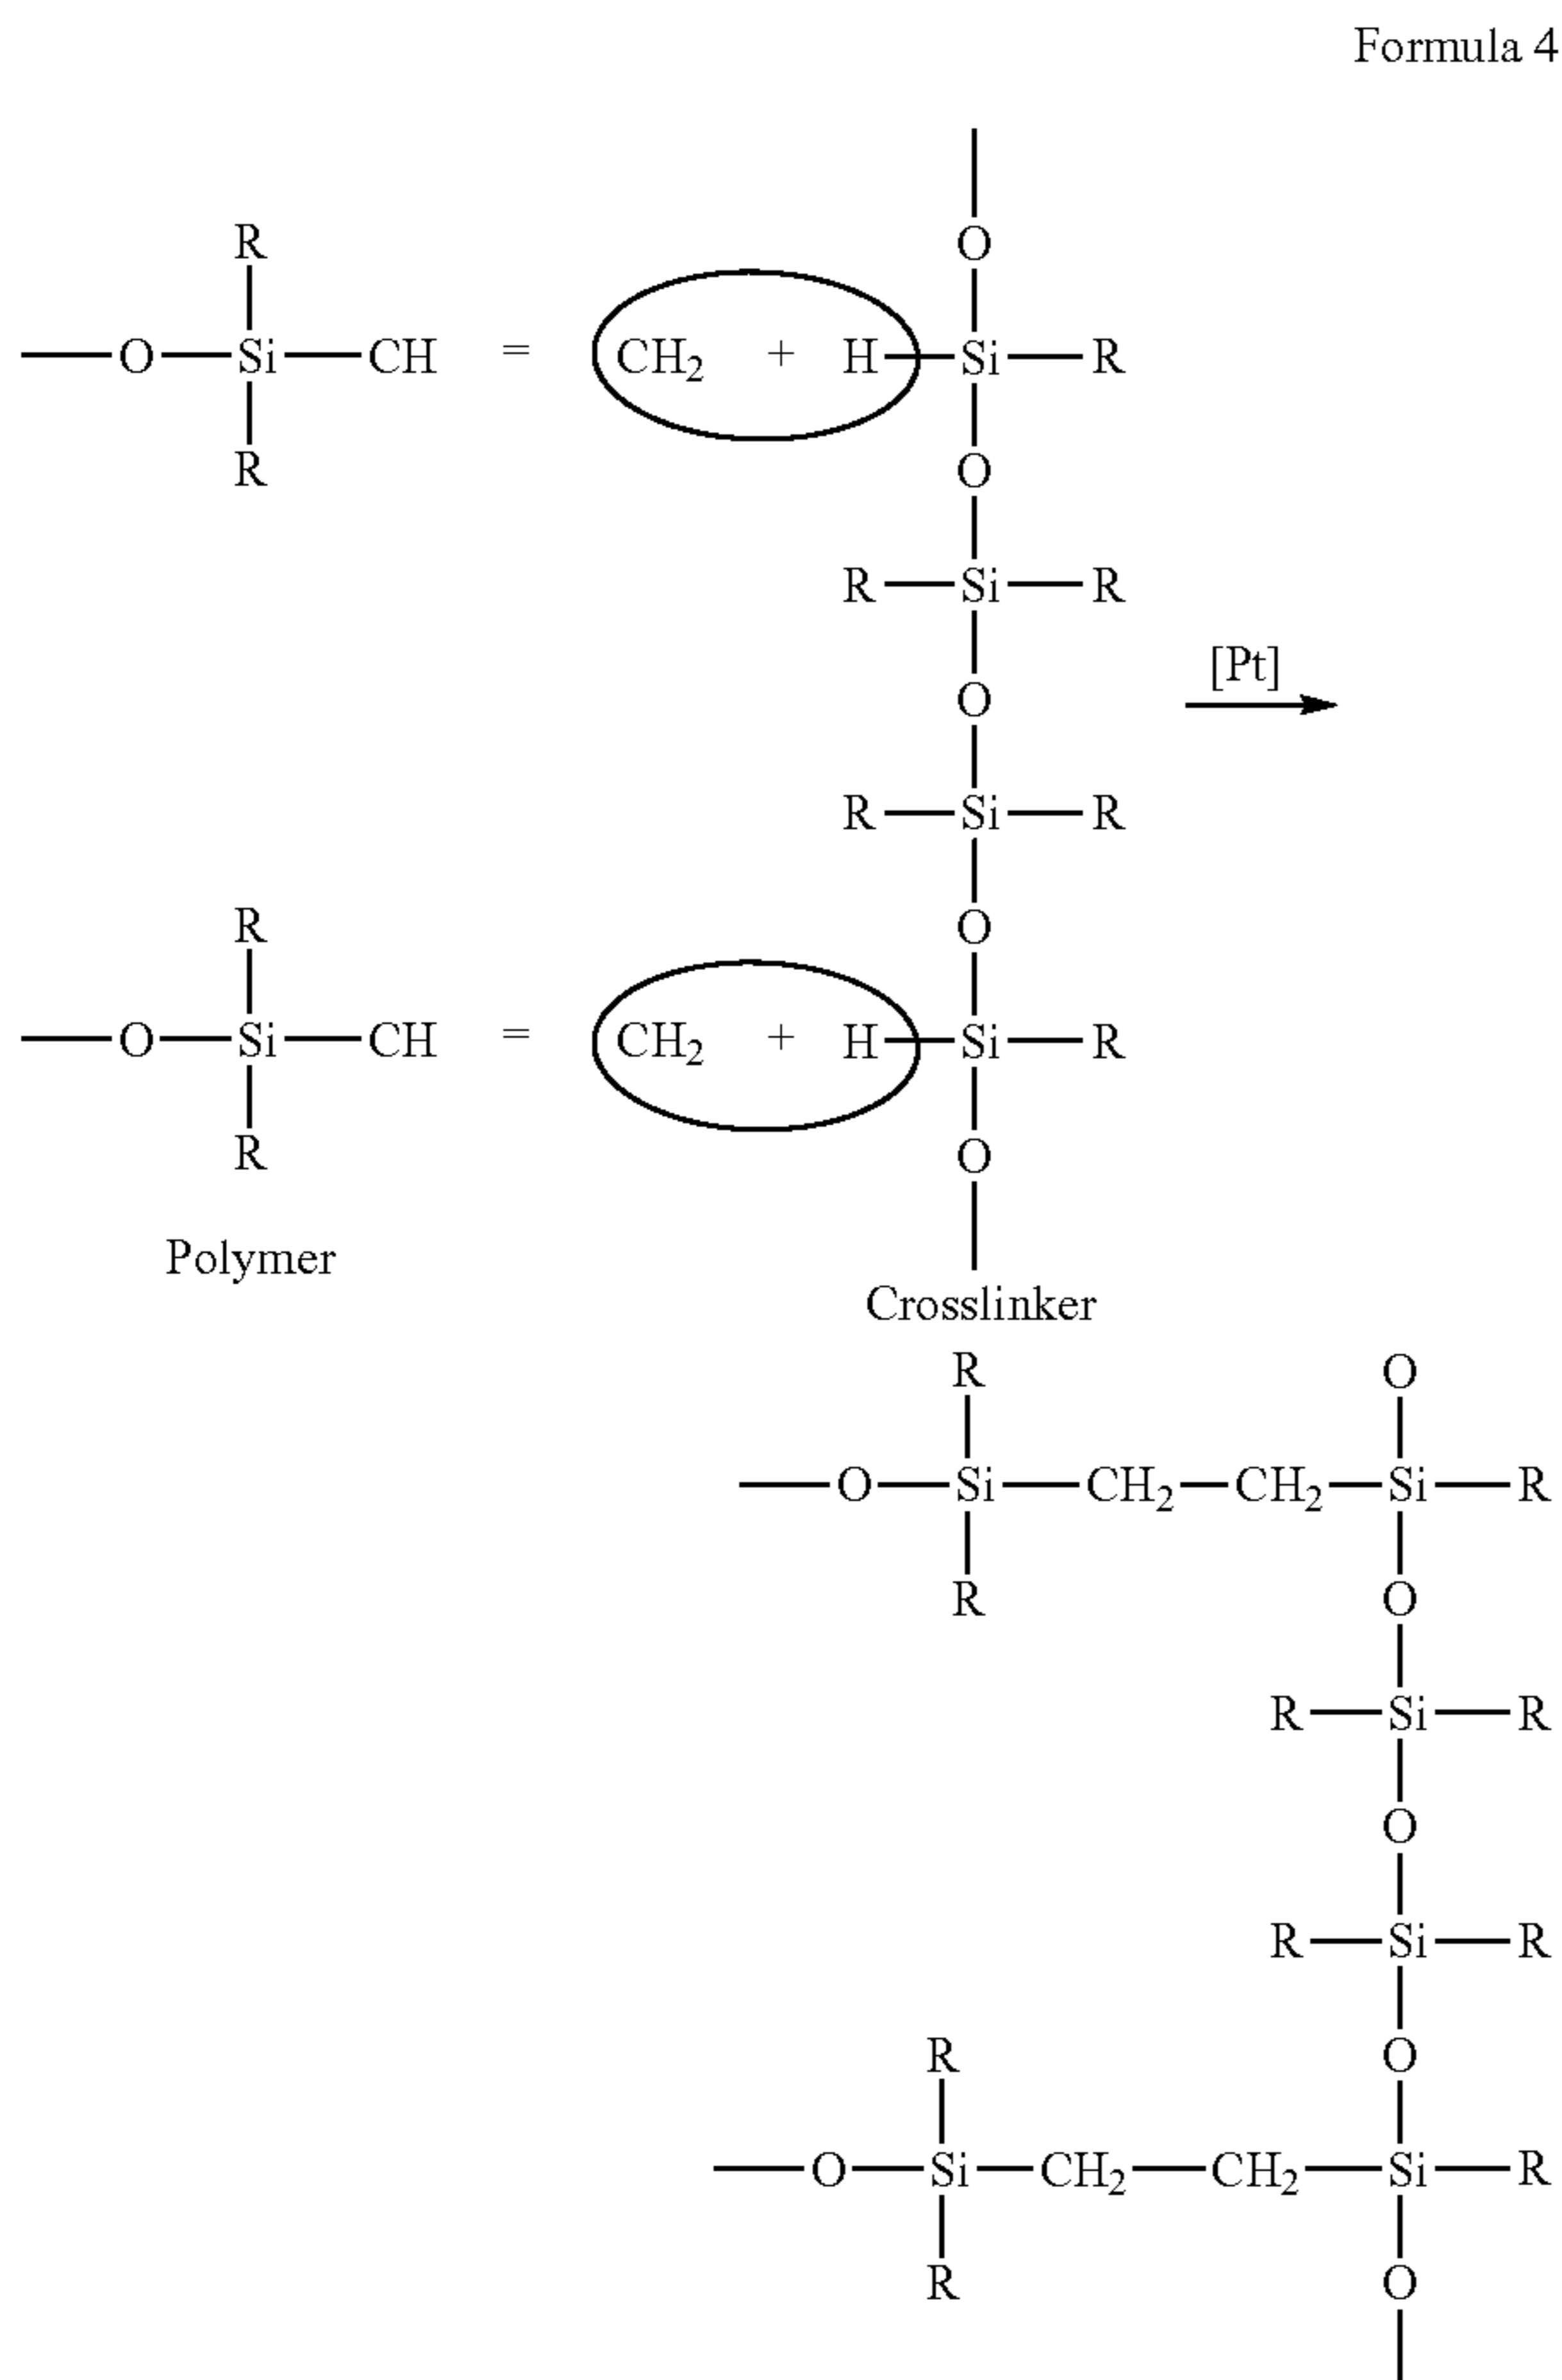 Formula 4
O
R
—O—Si—CH = CH₂ + H—Si—R
R
O
R—Si—R
O
[Pt]
R—Si—R
O
R
—O—Si—CH = CH₂ + H—Si—R
R
O
Polymer
Crosslinker
R
O
—O—Si—CH₂—CH₂—Si—R
R
O
R—Si—R
O
R—Si—R
R
O
—O—Si—CH₂—CH₂—Si—R
R
O